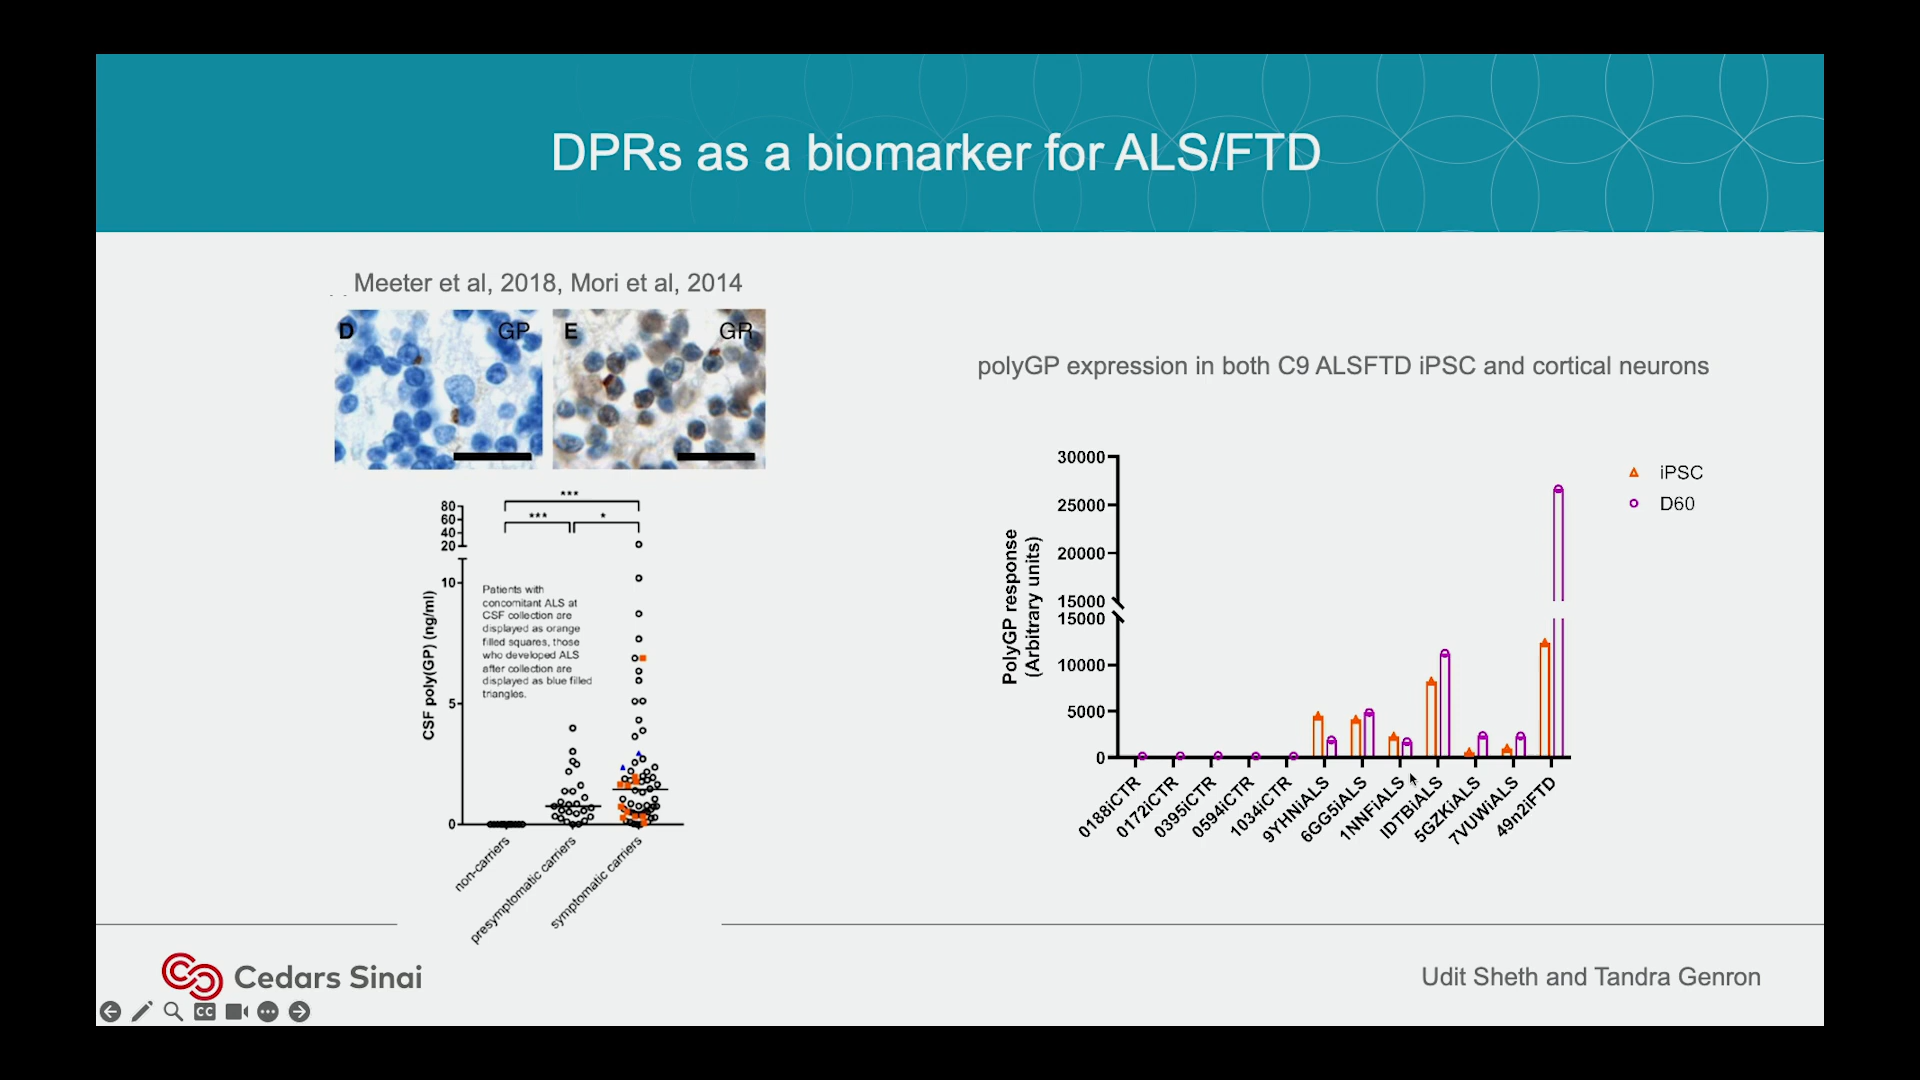 DPRs as a biomarker for ALS/FTD
Meeter et al, 2018, Mori et al, 2014
D
GP
E
GR
***
***
*
80
60
40
20
10
5
0
CSF poly(GP) (ng/ml)
Patients with
concomitant ALS at
CSF collection are
displayed as orange
filled squares, those
who developed ALS
after collection are
displayed as blue filled
triangles.
non-carriers
presymptomatic carriers
symptomatic carriers
polyGP expression in both C9 ALSFTD iPSC and cortical neurons
PolyGP response
(Arbitrary units)
30000
25000
20000
15000
15000
10000
5000
0
iPSC
D60
0188iCTR
0172iCTR
0395iCTR
0594iCTR
1034iCTR
9YHNiALS
6GG5iALS
1NNFiALS
IDTBiALS
5GZKiALS
7VUWiALS
49n2iFTD
Cedars Sinai
Udit Sheth and Tandra Genron
CC